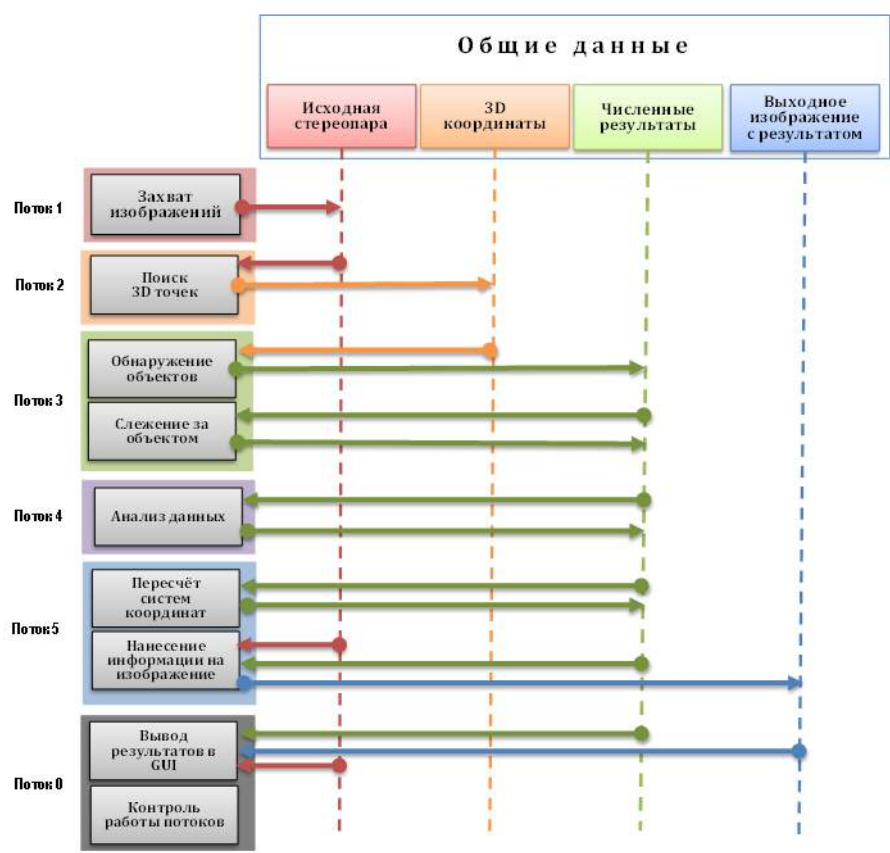 Общие данные
Исходная
стереопара
3D
координаты
Численные
результаты
Выходное
изображение
с результатом
Поток 1
Захват
изображений
Поток 2
Поиск
3D точек
Поток 3
Обнаружение
объектов
Слежение за
объектом
Поток 4
Анализ данных
Поток 5
Пересчёт
систем
координат
Нанесение
информации на
изображение
Поток 0
Вывод
результатов в
GUI
Контроль
работы потоков